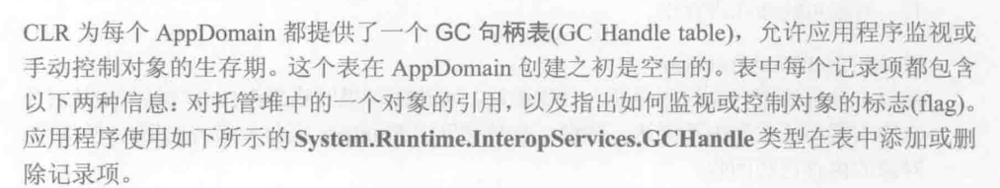 CLR 为每个 AppDomain 都提供了一个 GC 句柄表(GC Handle table)，允许应用程序监视或
手动控制对象的生存期。这个表在 AppDomain 创建之初是空白的。表中每个记录项都包含
以下两种信息：对托管堆中的一个对象的引用，以及指出如何监视或控制对象的标志(flag)。
应用程序使用如下所示的 System.Runtime.InteropServices.GCHandle 类型在表中添加或删
除记录项。